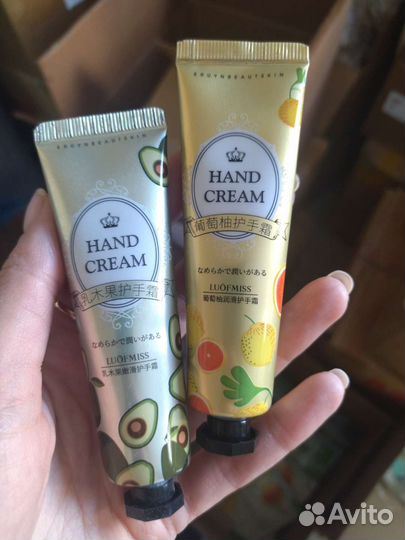 ERUYNBEAUTSKIN
HAND
CREAM
乳木果护手霜
なめらかで潤いがある
LUOFMISS
乳木果嫩滑护手霜
ERUYNBEAUTSKIN
HAND
CREAM
葡萄柚护手霜
なめらかで潤いがある
LUOFMISS
葡萄柚润滑护手霜
Avito